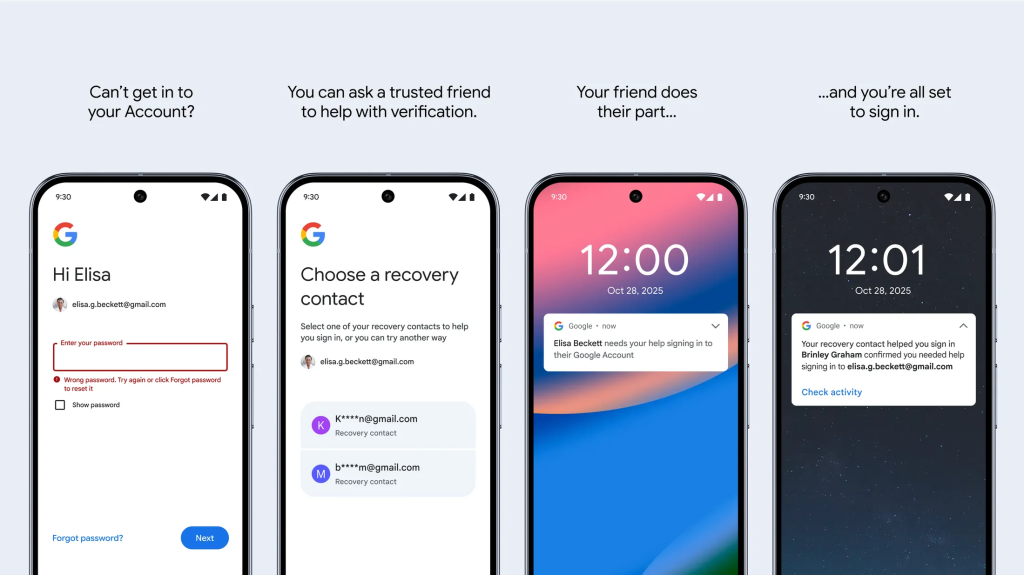 Can't get in to
your Account?
You can ask a trusted friend
to help with verification.
Your friend does
their part...
...and you're all set
to sign in.
9:30
Hi Elisa
elisa.g.beckett@gmail.com
Enter your password
Wrong password. Try again or click Forgot password
to reset it
Show password
Forgot password?
Next
9:30
Choose a recovery
contact
Select one of your recovery contacts to help
you sign in, or you can try another way
elisa.g.beckett@gmail.com
K
K****n@gmail.com
Recovery contact
M
b****m@gmail.com
Recovery contact
9:30
12:00
Oct 28, 2025
Google • now
Elisa Beckett needs your help signing in to
their Google Account
9:30
12:01
Oct 28, 2025
Google • now
Your recovery contact helped you sign in
Brinley Graham confirmed you needed help
signing in to elisa.g.beckett@gmail.com
Check activity